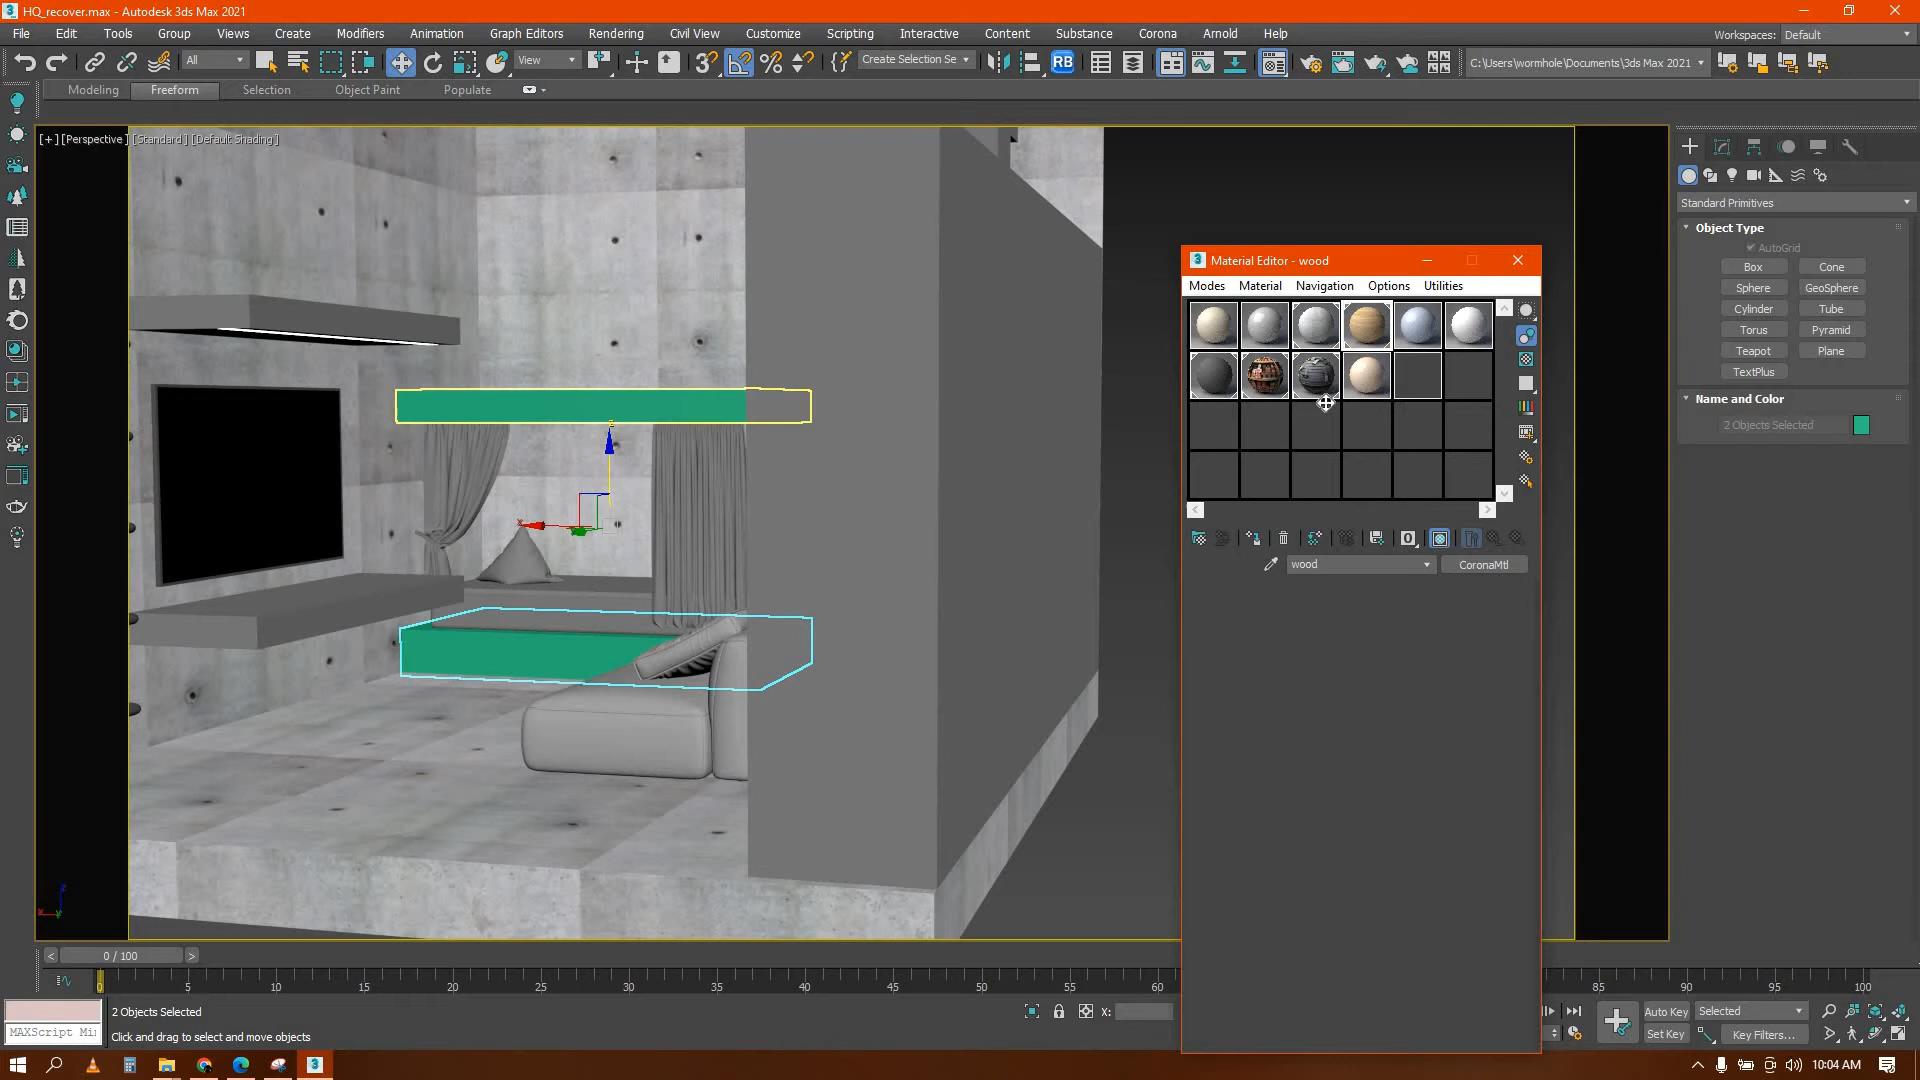 HQ_recover.max - Autodesk 3ds Max 2021
File Edit Tools Group Views Create Modifiers Animation Graph Editors Rendering Civil View Customize Scripting Interactive Content Substance Corona Arnold Help
Workspaces: Default
All
View
Create Selection Se
RB
C:\Users\wormhole\Documents\3ds Max 2021
Modeling Freeform Selection Object Paint Populate
[+] [Perspective] [Standard] [Default Shading]
Standard Primitives
Object Type
AutoGrid
Box Cone
Sphere GeoSphere
Cylinder Tube
Torus Pyramid
Teapot Plane
TextPlus
Name and Color
2 Objects Selected
Material Editor - wood
Modes Material Navigation Options Utilities
wood
CoronaMtl
0 / 100
0 5 10 15 20 25 30 35 40 45 50 55 60 85 90 95 100
2 Objects Selected
X:
Auto Key
Selected
MAXScript Mi
Click and drag to select and move objects
Set Key
Key Filters...
10:04 AM